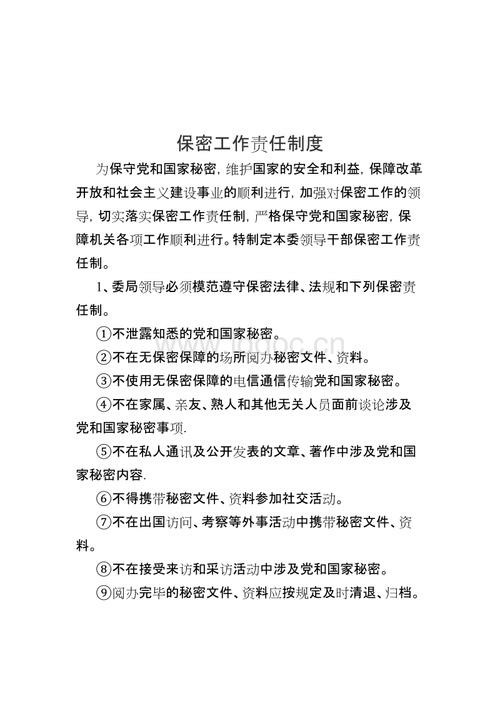 保密工作责任制度
为保守党和国家秘密，维护国家的安全和利益，保障改革
开放和社会主义建设事业的顺利进行，加强对保密工作的领
导，切实落实保密工作责任制，严格保守党和国家秘密，保
障机关各项工作顺利进行。特制定本委领导干部保密工作责
任制。
1、委局领导必须模范遵守保密法律、法规和下列保密责
任制。
①不泄露知悉的党和国家秘密。
②不在无保密保障的场所阅办秘密文件、资料。
③不使用无保密保障的电信通信传输党和国家秘密。
④不在家属、亲友、熟人和其他无关人员面前谈论涉及
党和国家秘密事项.
⑤不在私人通讯及公开发表的文章、著作中涉及党和国
家秘密内容.
⑥不得携带秘密文件、资料参加社交活动。
⑦不在出国访问、考察等外事活动中携带秘密文件、资
料。
⑧不在接受来访和采访活动中涉及党和国家秘密。
⑨阅办完毕的秘密文件、资料应按规定及时清退、归档。